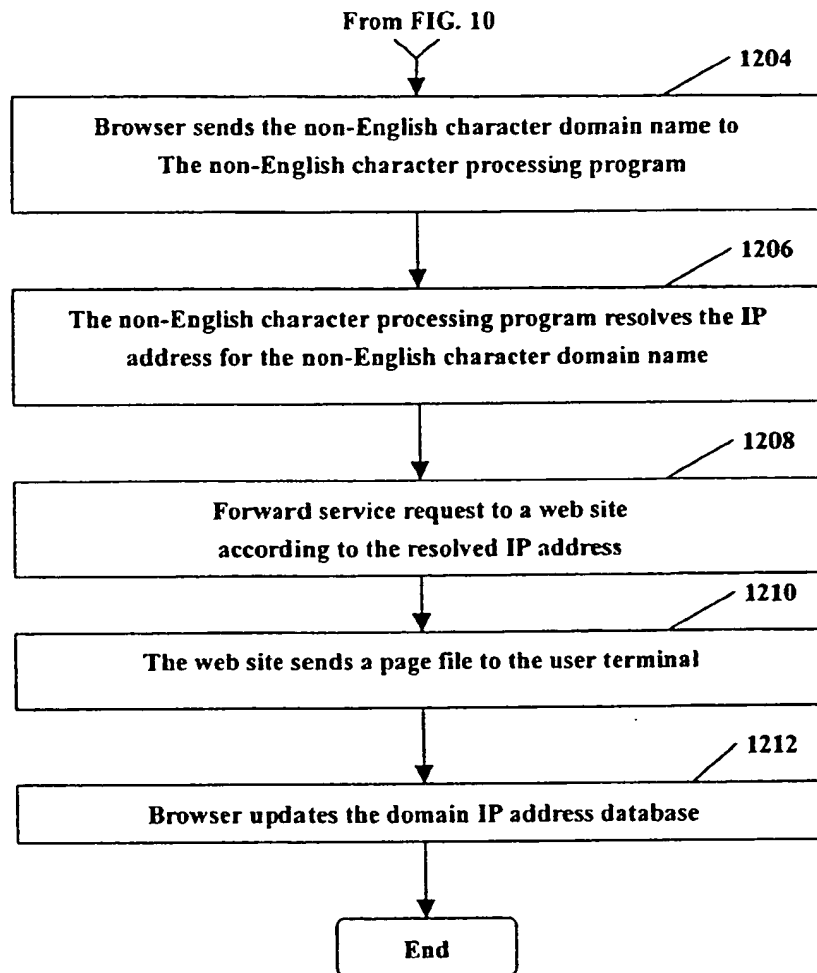 From FIG. 10
1204
Browser sends the non-English character domain name to
The non-English character processing program
1206
The non-English character processing program resolves the IP
address for the non-English character domain name
1208
Forward service request to a web site
according to the resolved IP address
1210
The web site sends a page file to the user terminal
1212
Browser updates the domain IP address database
End